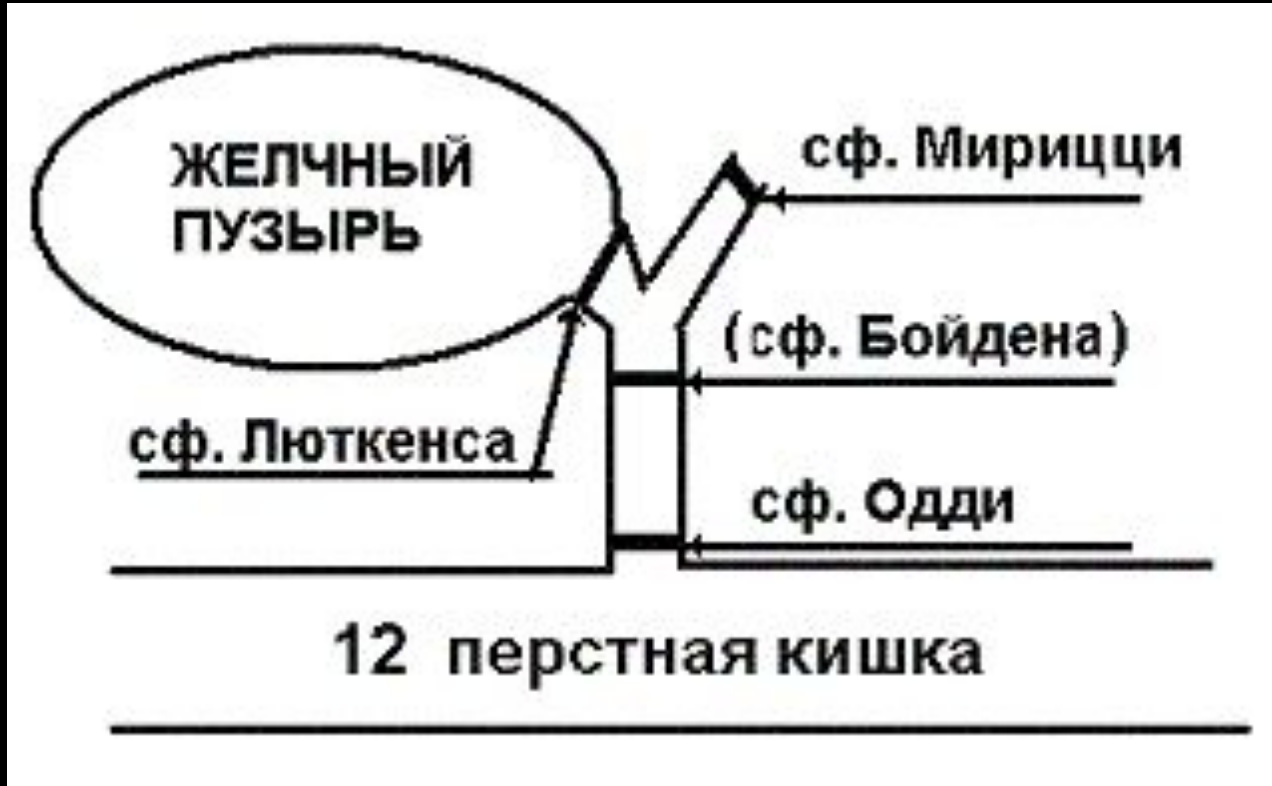 ЖЕЛЧНЫЙ
ПУЗЫРЬ
сф. Мирицци
(сф. Бойдена)
сф. Люткенса
сф. Одди
12 перстная кишка